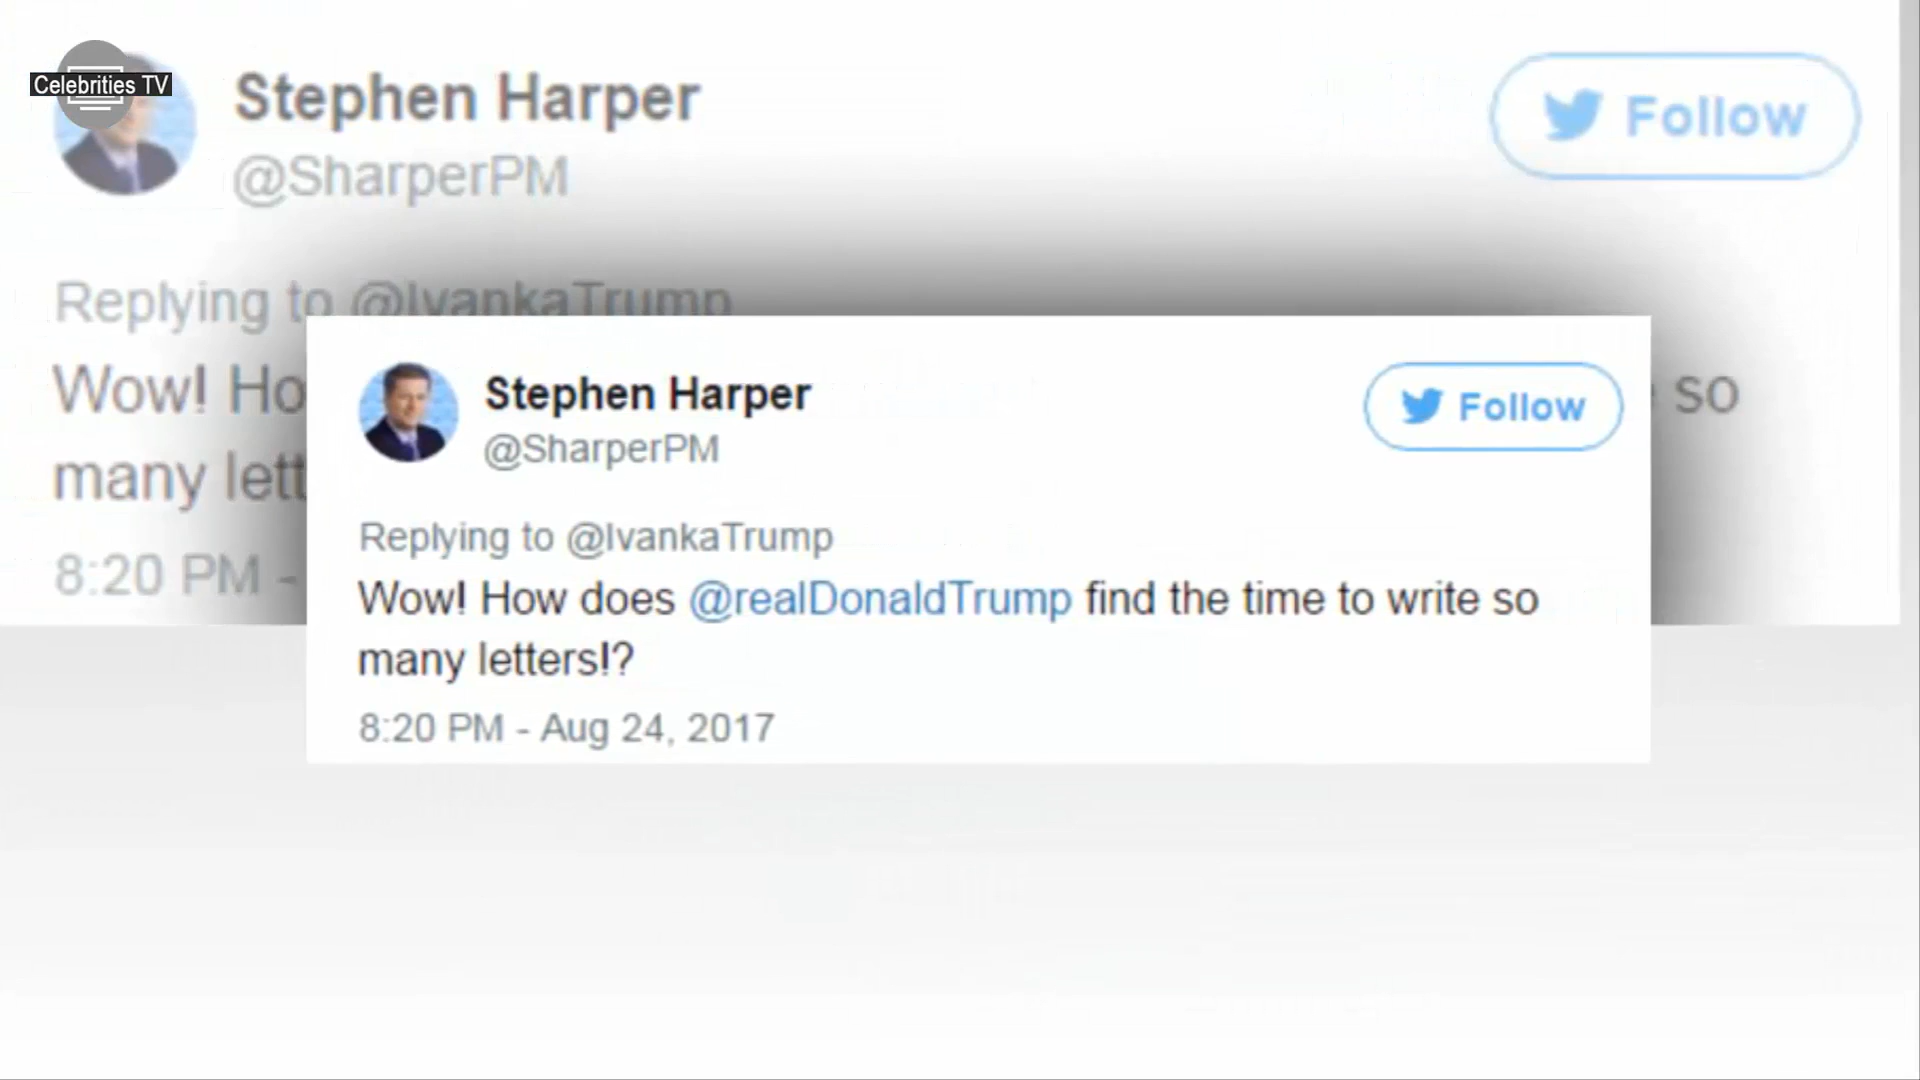 Celebrities TV
Stephen Harper
@SharperPM
Follow
Replying to @IvankaTrump
Wow! Ho
so
many lett
8:20 PM -
Stephen Harper
@SharperPM
Follow
Replying to @IvankaTrump
Wow! How does @realDonaldTrump find the time to write so
many letters!?
8:20 PM - Aug 24, 2017